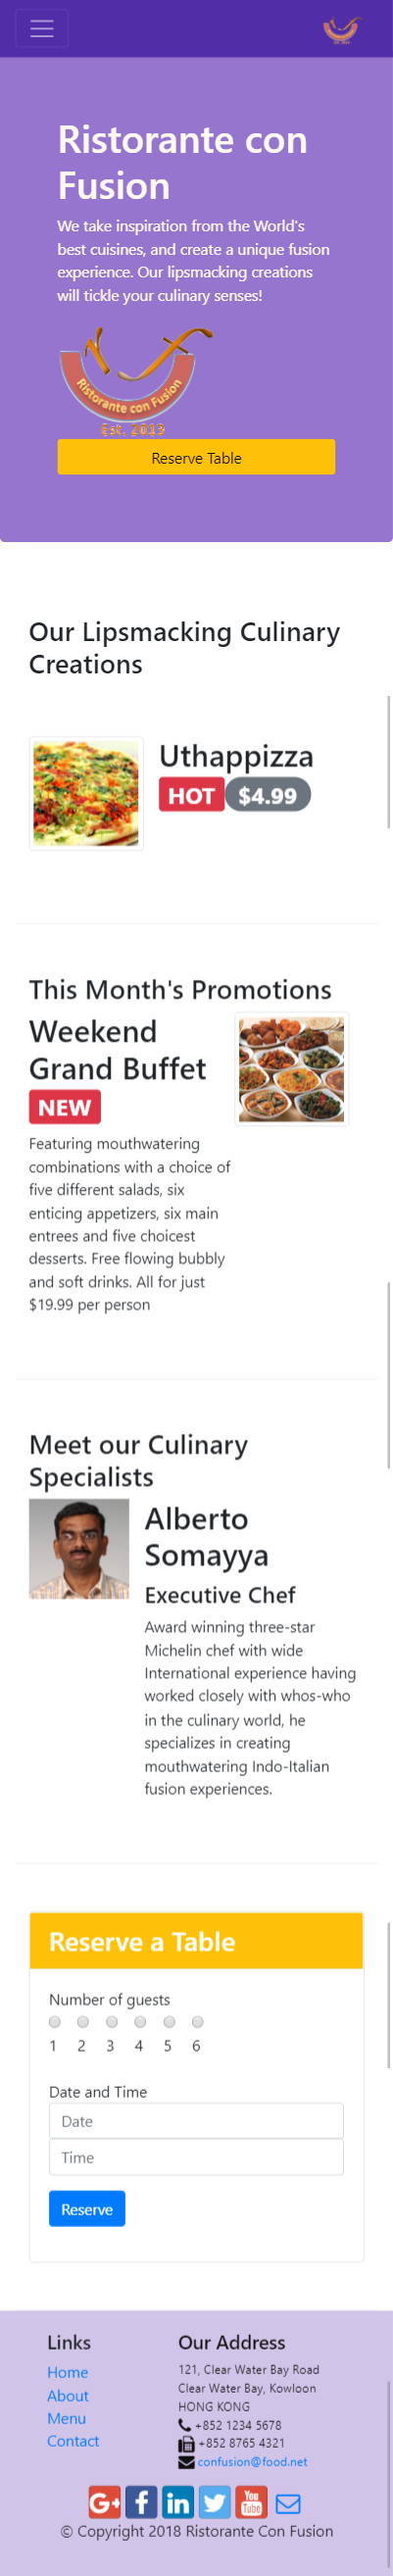 Ristorante con
Fusion
We take inspiration from the World's
best cuisines, and create a unique fusion
experience. Our lipsmacking creations
will tickle your culinary senses!
Ristorante con Fusion
Est. 2013
Reserve Table
Our Lipsmacking Culinary
Creations
Uthappizza
HOT $4.99
This Month's Promotions
Weekend
Grand Buffet
NEW
Featuring mouthwatering
combinations with a choice of
five different salads, six
enticing appetizers, six main
entrees and five choicest
desserts. Free flowing bubbly
and soft drinks. All for just
$19.99 per person
Meet our Culinary
Specialists
Alberto
Somayya
Executive Chef
Award winning three-star
Michelin chef with wide
International experience having
worked closely with whos-who
in the culinary world, he
specializes in creating
mouthwatering Indo-Italian
fusion experiences.
Reserve a Table
Number of guests
1 2 3 4 5 6
Date and Time
Date
Time
Reserve
Links
Home
About
Menu
Contact
Our Address
121, Clear Water Bay Road
Clear Water Bay, Kowloon
HONG KONG
+852 1234 5678
+852 8765 4321
confusion@food.net
G+ f in You Tube
© Copyright 2018 Ristorante Con Fusion